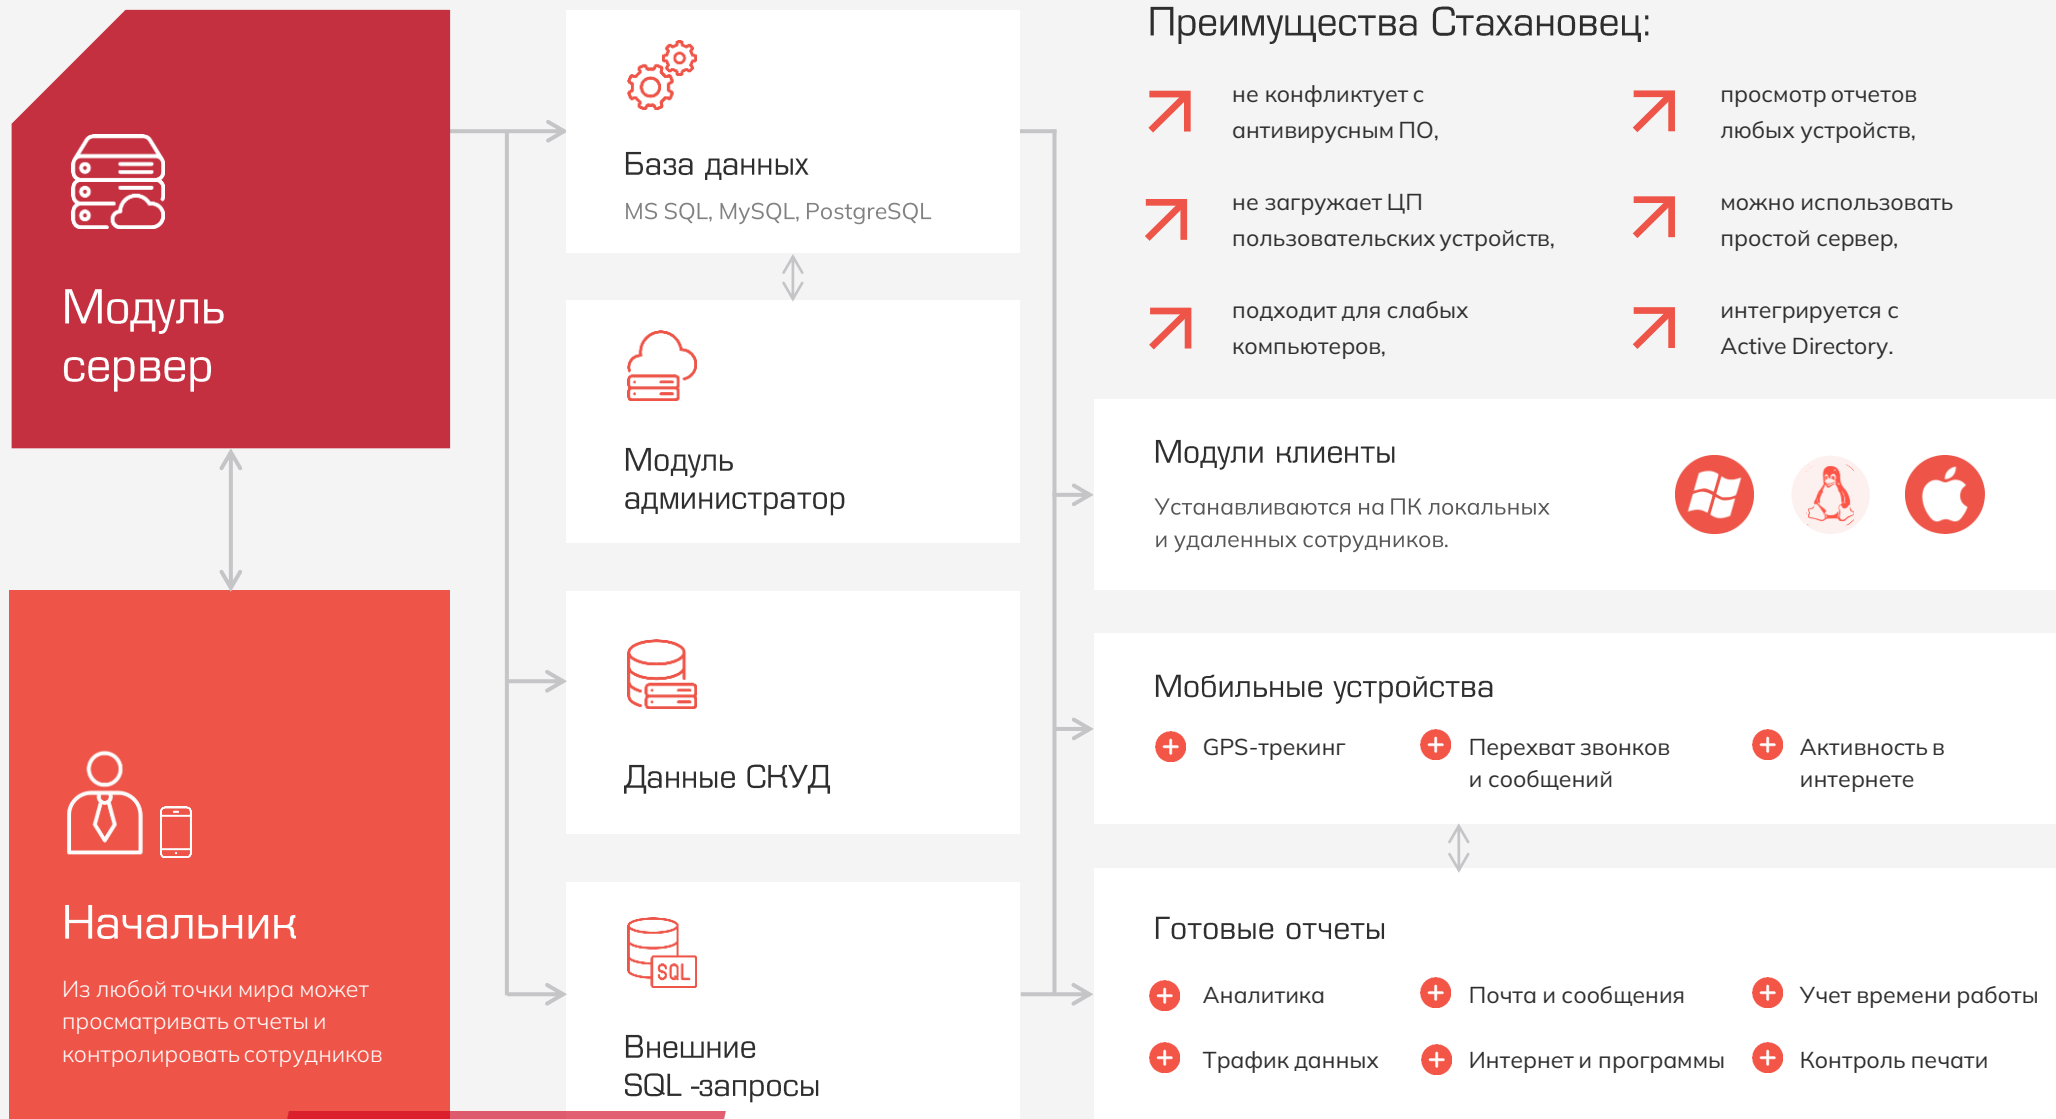 Модуль
сервер
Начальник
Из любой точки мира может
просматривать отчеты и
контролировать сотрудников
База данных
MS SQL, MySQL, PostgreSQL
Модуль
администратор
Данные СКУД
SQL
Внешние
SQL -запросы
Преимущества Стахановец:
не конфликтует с
антивирусным ПО,
просмотр отчетов
любых устройств,
не загружает ЦП
пользовательских устройств,
можно использовать
простой сервер,
подходит для слабых
компьютеров,
интегрируется с
Active Directory.
Модули клиенты
Устанавливаются на ПК локальных
и удаленных сотрудников.
Мобильные устройства
GPS-трекинг
Перехват звонков
и сообщений
Активность в
интернете
Готовые отчеты
Аналитика
Почта и сообщения
Учет времени работы
Трафик данных
Интернет и программы
Контроль печати